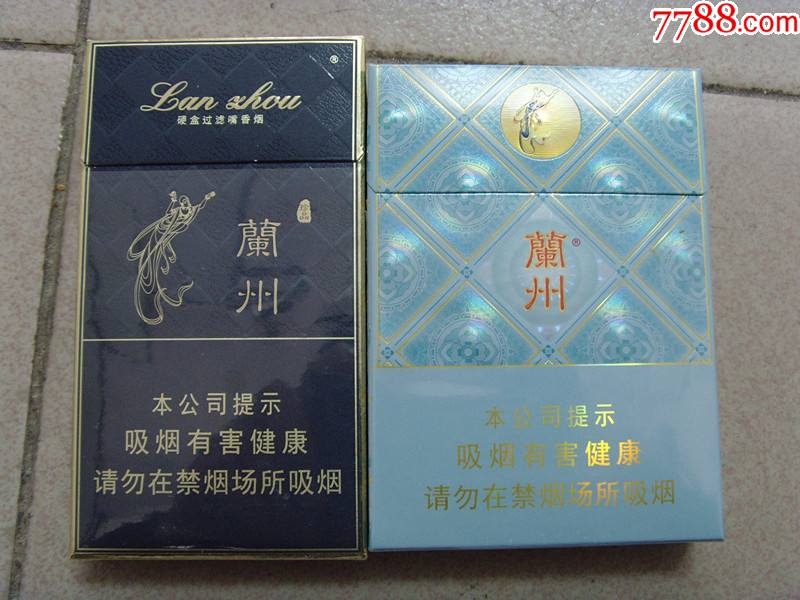 7788.com
Lan zhou
®
硬盒过滤嘴香烟
珍品
蘭州
本公司提示
吸烟有害健康
请勿在禁烟场所吸烟
蘭州®
本公司提示
吸烟有害健康
请勿在禁烟场所吸烟